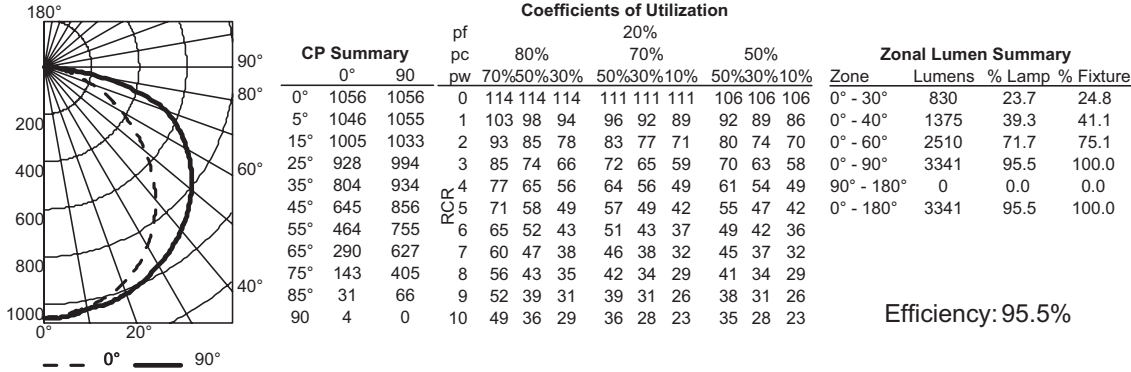 180°
90°
80°
60°
40°
200
400
600
800
1000
0° 20°
0° 90°
CP Summary
0° 90
0° 1056 1056
5° 1046 1055
15° 1005 1033
25° 928 994
35° 804 934
45° 645 856
55° 464 755
65° 290 627
75° 143 405
85° 31 66
90 4 0
Coefficients of Utilization
pf 20%
pc 80% 70% 50%
pw 70%50%30% 50%30%10% 50%30%10%
RCR
0 114 114 114 111 111 111 106 106 106
1 103 98 94 96 92 89 92 89 86
2 93 85 78 83 77 71 80 74 70
3 85 74 66 72 65 59 70 63 58
4 77 65 56 64 56 49 61 54 49
5 71 58 49 57 49 42 55 47 42
6 65 52 43 51 43 37 49 42 36
7 60 47 38 46 38 32 45 37 32
8 56 43 35 42 34 29 41 34 29
9 52 39 31 39 31 26 38 31 26
10 49 36 29 36 28 23 35 28 23
Zonal Lumen Summary
Zone Lumens % Lamp % Fixture
0° - 30° 830 23.7 24.8
0° - 40° 1375 39.3 41.1
0° - 60° 2510 71.7 75.1
0° - 90° 3341 95.5 100.0
90° - 180° 0 0.0 0.0
0° - 180° 3341 95.5 100.0
Efficiency: 95.5%